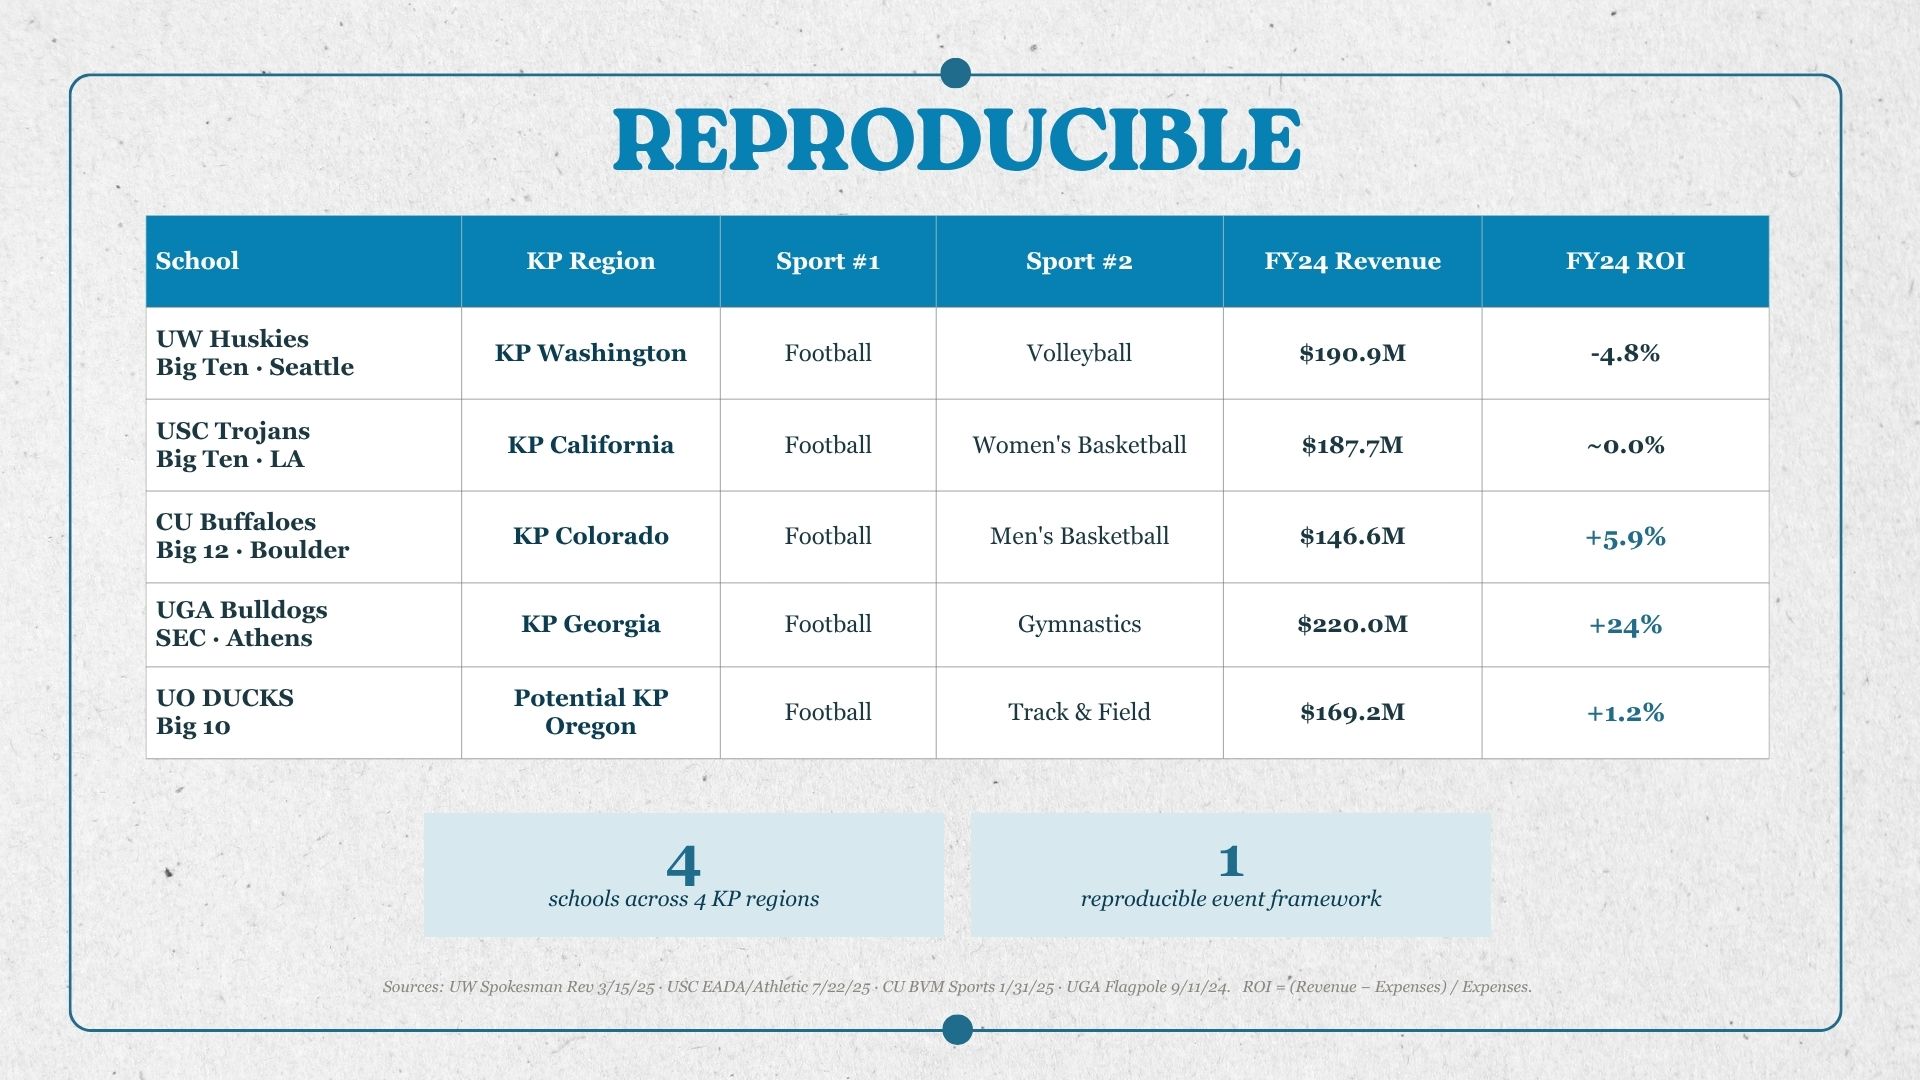 REPRODUCIBLE
School KP Region Sport #1 Sport #2 FY24 Revenue FY24 ROI
UW Huskies
Big Ten · Seattle
KP Washington Football Volleyball $190.9M -4.8%
USC Trojans
Big Ten · LA
KP California Football Women's Basketball $187.7M ~0.0%
CU Buffaloes
Big 12 · Boulder
KP Colorado Football Men's Basketball $146.6M +5.9%
UGA Bulldogs
SEC · Athens
KP Georgia Football Gymnastics $220.0M +24%
UO DUCKS
Big 10
Potential KP
Oregon
Football Track & Field $169.2M +1.2%
4
schools across 4 KP regions
1
reproducible event framework
Sources: UW Spokesman Rev 3/15/25 · USC EADA/Athletic 7/22/25 · CU BVM Sports 1/31/25 · UGA Flagpole 9/11/24. ROI = (Revenue − Expenses) / Expenses.